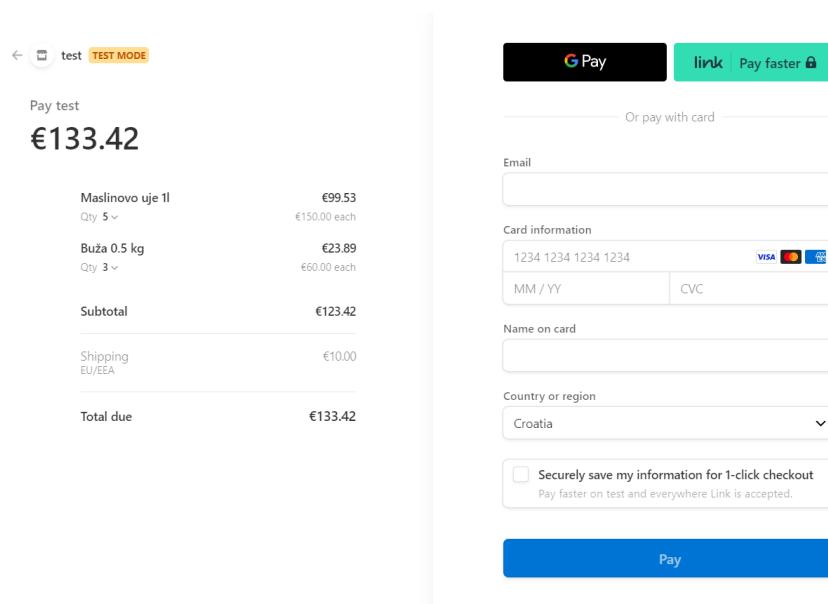 test TEST MODE
Pay test
€133.42
Maslinovo uje 1l €99.53
Qty 5 €150.00 each
Buža 0.5 kg €23.89
Qty 3 €60.00 each
Subtotal €123.42
Shipping €10.00
EU/EEA
Total due €133.42
G Pay
link Pay faster
Or pay with card
Email
Card information
1234 1234 1234 1234 VISA
MM / YY CVC
Name on card
Country or region
Croatia
Securely save my information for 1-click checkout
Pay faster on test and everywhere Link is accepted.
Pay